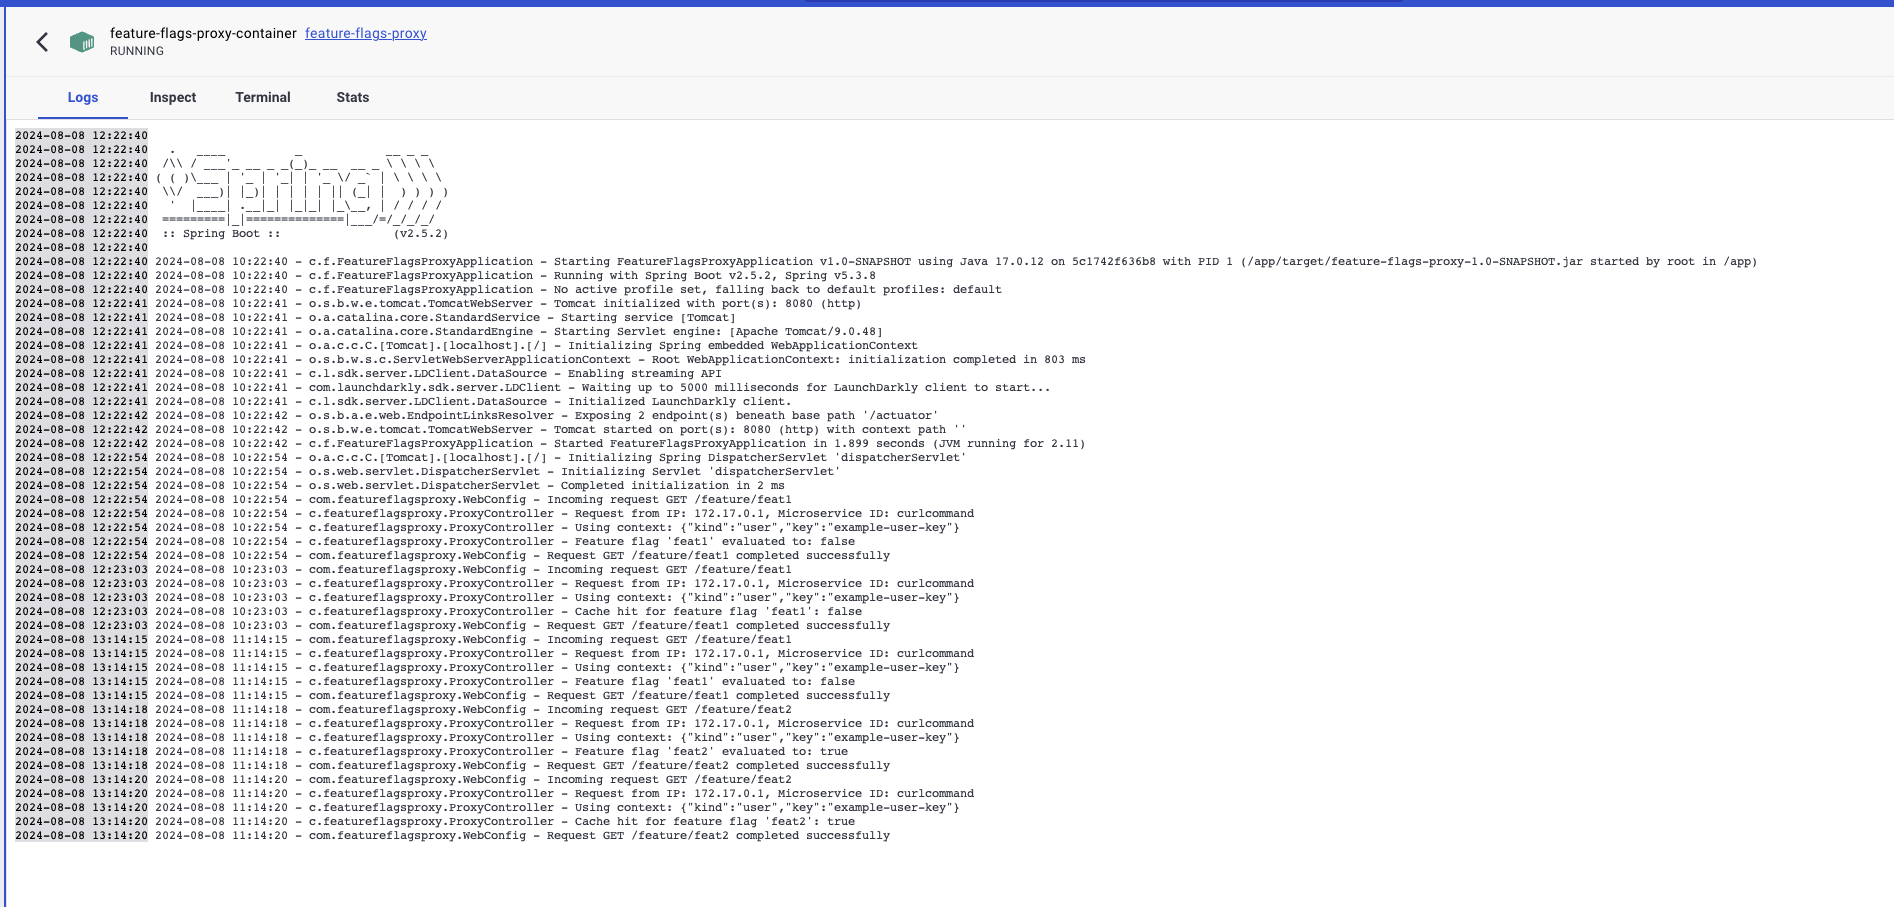 feature-flags-proxy-container feature-flags-proxy
RUNNING
Logs Inspect Terminal Stats
2024-08-08 12:22:40
2024-08-08 12:22:40   .   ____          _            __ _ _
2024-08-08 12:22:40  /\\ / ___'_ __ _ _(_)_ __  __ _ \ \ \ \
2024-08-08 12:22:40 ( ( )\___ | '_ | '_| | '_ \/ _` | \ \ \ \
2024-08-08 12:22:40  \\/  ___)| |_)| | | | | || (_| |  ) ) ) )
2024-08-08 12:22:40   '  |____| .__|_| |_|_| |_\__, | / / / /
2024-08-08 12:22:40  =========|_|==============|___/=/_/_/_/
2024-08-08 12:22:40  :: Spring Boot ::                (v2.5.2)
2024-08-08 12:22:40
2024-08-08 12:22:40 2024-08-08 10:22:40 - c.f.FeatureFlagsProxyApplication - Starting FeatureFlagsProxyApplication v1.0-SNAPSHOT using Java 17.0.12 on 5c1742f636b8 with PID 1 (/app/target/feature-flags-proxy-1.0-SNAPSHOT.jar started by root in /app)
2024-08-08 12:22:40 2024-08-08 10:22:40 - c.f.FeatureFlagsProxyApplication - Running with Spring Boot v2.5.2, Spring v5.3.8
2024-08-08 12:22:40 2024-08-08 10:22:40 - c.f.FeatureFlagsProxyApplication - No active profile set, falling back to default profiles: default
2024-08-08 12:22:41 2024-08-08 10:22:41 - o.s.b.w.e.tomcat.TomcatWebServer - Tomcat initialized with port(s): 8080 (http)
2024-08-08 12:22:41 2024-08-08 10:22:41 - o.a.catalina.core.StandardService - Starting service [Tomcat]
2024-08-08 12:22:41 2024-08-08 10:22:41 - o.a.catalina.core.StandardEngine - Starting Servlet engine: [Apache Tomcat/9.0.48]
2024-08-08 12:22:41 2024-08-08 10:22:41 - o.a.c.c.C.[Tomcat].[localhost].[/] - Initializing Spring embedded WebApplicationContext
2024-08-08 12:22:41 2024-08-08 10:22:41 - o.s.b.w.s.c.ServletWebServerApplicationContext - Root WebApplicationContext: initialization completed in 803 ms
2024-08-08 12:22:41 2024-08-08 10:22:41 - c.l.sdk.server.LDClient.DataSource - Enabling streaming API
2024-08-08 12:22:41 2024-08-08 10:22:41 - com.launchdarkly.sdk.server.LDClient - Waiting up to 5000 milliseconds for LaunchDarkly client to start...
2024-08-08 12:22:41 2024-08-08 10:22:41 - c.l.sdk.server.LDClient.DataSource - Initialized LaunchDarkly client.
2024-08-08 12:22:42 2024-08-08 10:22:42 - o.s.b.a.e.web.EndpointLinksResolver - Exposing 2 endpoint(s) beneath base path '/actuator'
2024-08-08 12:22:42 2024-08-08 10:22:42 - o.s.b.w.e.tomcat.TomcatWebServer - Tomcat started on port(s): 8080 (http) with context path ''
2024-08-08 12:22:42 2024-08-08 10:22:42 - c.f.FeatureFlagsProxyApplication - Started FeatureFlagsProxyApplication in 1.899 seconds (JVM running for 2.11)
2024-08-08 12:22:54 2024-08-08 10:22:54 - o.a.c.c.C.[Tomcat].[localhost].[/] - Initializing Spring DispatcherServlet 'dispatcherServlet'
2024-08-08 12:22:54 2024-08-08 10:22:54 - o.s.web.servlet.DispatcherServlet - Initializing Servlet 'dispatcherServlet'
2024-08-08 12:22:54 2024-08-08 10:22:54 - o.s.web.servlet.DispatcherServlet - Completed initialization in 2 ms
2024-08-08 12:22:54 2024-08-08 10:22:54 - com.featureflagsproxy.WebConfig - Incoming request GET /feature/feat1
2024-08-08 12:22:54 2024-08-08 10:22:54 - c.featureflagsproxy.ProxyController - Request from IP: 172.17.0.1, Microservice ID: curlcommand
2024-08-08 12:22:54 2024-08-08 10:22:54 - c.featureflagsproxy.ProxyController - Using context: {"kind":"user","key":"example-user-key"}
2024-08-08 12:22:54 2024-08-08 10:22:54 - c.featureflagsproxy.ProxyController - Feature flag 'feat1' evaluated to: false
2024-08-08 12:22:54 2024-08-08 10:22:54 - com.featureflagsproxy.WebConfig - Request GET /feature/feat1 completed successfully
2024-08-08 12:23:03 2024-08-08 10:23:03 - com.featureflagsproxy.WebConfig - Incoming request GET /feature/feat1
2024-08-08 12:23:03 2024-08-08 10:23:03 - c.featureflagsproxy.ProxyController - Request from IP: 172.17.0.1, Microservice ID: curlcommand
2024-08-08 12:23:03 2024-08-08 10:23:03 - c.featureflagsproxy.ProxyController - Using context: {"kind":"user","key":"example-user-key"}
2024-08-08 12:23:03 2024-08-08 10:23:03 - c.featureflagsproxy.ProxyController - Cache hit for feature flag 'feat1': false
2024-08-08 12:23:03 2024-08-08 10:23:03 - com.featureflagsproxy.WebConfig - Request GET /feature/feat1 completed successfully
2024-08-08 13:14:15 2024-08-08 11:14:15 - com.featureflagsproxy.WebConfig - Incoming request GET /feature/feat1
2024-08-08 13:14:15 2024-08-08 11:14:15 - c.featureflagsproxy.ProxyController - Request from IP: 172.17.0.1, Microservice ID: curlcommand
2024-08-08 13:14:15 2024-08-08 11:14:15 - c.featureflagsproxy.ProxyController - Using context: {"kind":"user","key":"example-user-key"}
2024-08-08 13:14:15 2024-08-08 11:14:15 - c.featureflagsproxy.ProxyController - Feature flag 'feat1' evaluated to: false
2024-08-08 13:14:15 2024-08-08 11:14:15 - com.featureflagsproxy.WebConfig - Request GET /feature/feat1 completed successfully
2024-08-08 13:14:18 2024-08-08 11:14:18 - com.featureflagsproxy.WebConfig - Incoming request GET /feature/feat2
2024-08-08 13:14:18 2024-08-08 11:14:18 - c.featureflagsproxy.ProxyController - Request from IP: 172.17.0.1, Microservice ID: curlcommand
2024-08-08 13:14:18 2024-08-08 11:14:18 - c.featureflagsproxy.ProxyController - Using context: {"kind":"user","key":"example-user-key"}
2024-08-08 13:14:18 2024-08-08 11:14:18 - c.featureflagsproxy.ProxyController - Feature flag 'feat2' evaluated to: true
2024-08-08 13:14:18 2024-08-08 11:14:18 - com.featureflagsproxy.WebConfig - Request GET /feature/feat2 completed successfully
2024-08-08 13:14:20 2024-08-08 11:14:20 - com.featureflagsproxy.WebConfig - Incoming request GET /feature/feat2
2024-08-08 13:14:20 2024-08-08 11:14:20 - c.featureflagsproxy.ProxyController - Request from IP: 172.17.0.1, Microservice ID: curlcommand
2024-08-08 13:14:20 2024-08-08 11:14:20 - c.featureflagsproxy.ProxyController - Using context: {"kind":"user","key":"example-user-key"}
2024-08-08 13:14:20 2024-08-08 11:14:20 - c.featureflagsproxy.ProxyController - Cache hit for feature flag 'feat2': true
2024-08-08 13:14:20 2024-08-08 11:14:20 - com.featureflagsproxy.WebConfig - Request GET /feature/feat2 completed successfully